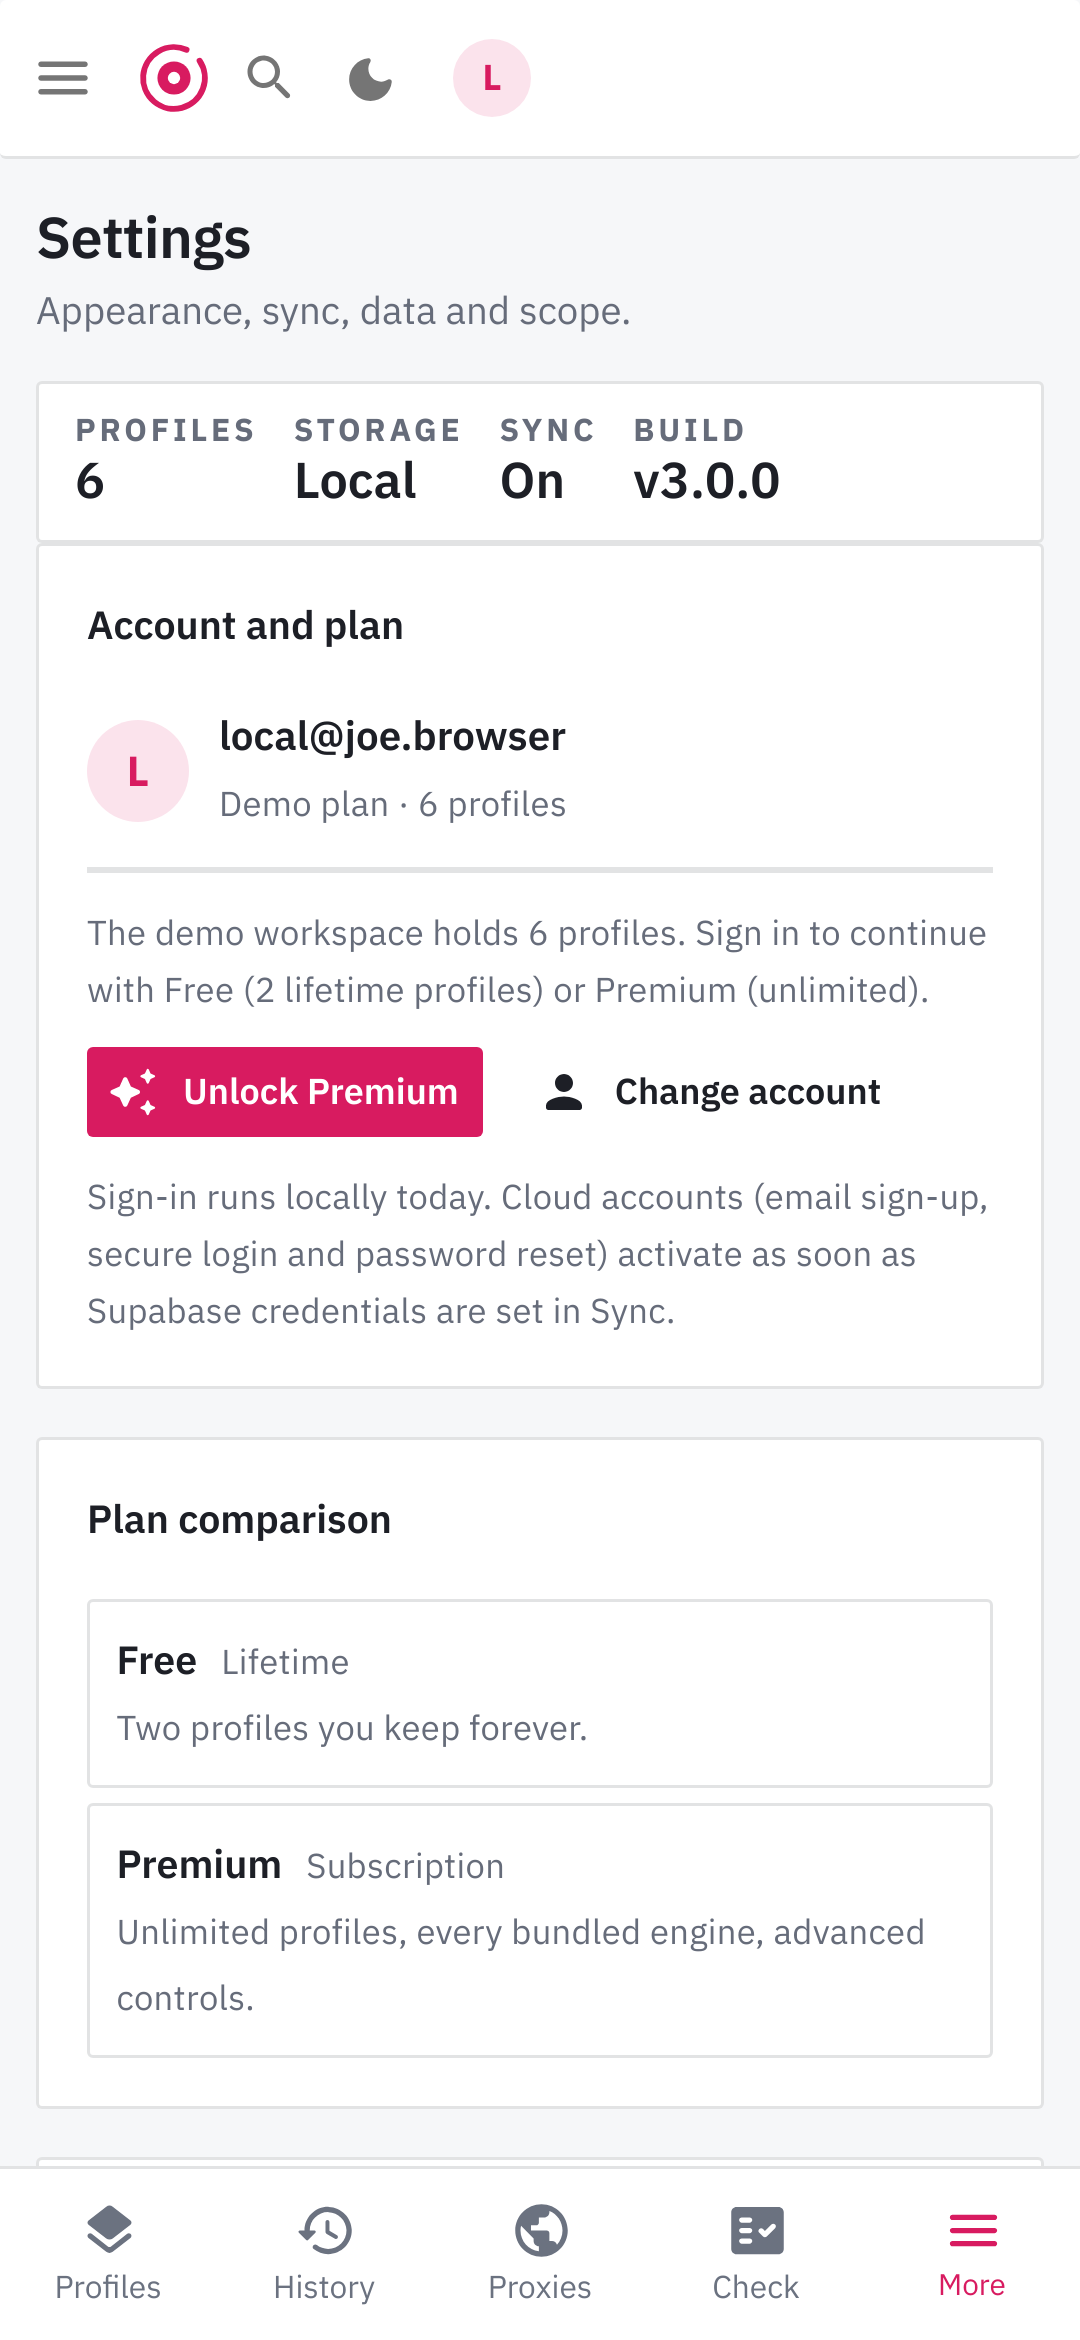 L
Settings
Appearance, sync, data and scope.
PROFILES STORAGE SYNC BUILD
6 Local On v3.0.0
Account and plan
L
local@joe.browser
Demo plan · 6 profiles
The demo workspace holds 6 profiles. Sign in to continue
with Free (2 lifetime profiles) or Premium (unlimited).
Unlock Premium Change account
Sign-in runs locally today. Cloud accounts (email sign-up,
secure login and password reset) activate as soon as
Supabase credentials are set in Sync.
Plan comparison
Free Lifetime
Two profiles you keep forever.
Premium Subscription
Unlimited profiles, every bundled engine, advanced
controls.
Profiles History Proxies Check More